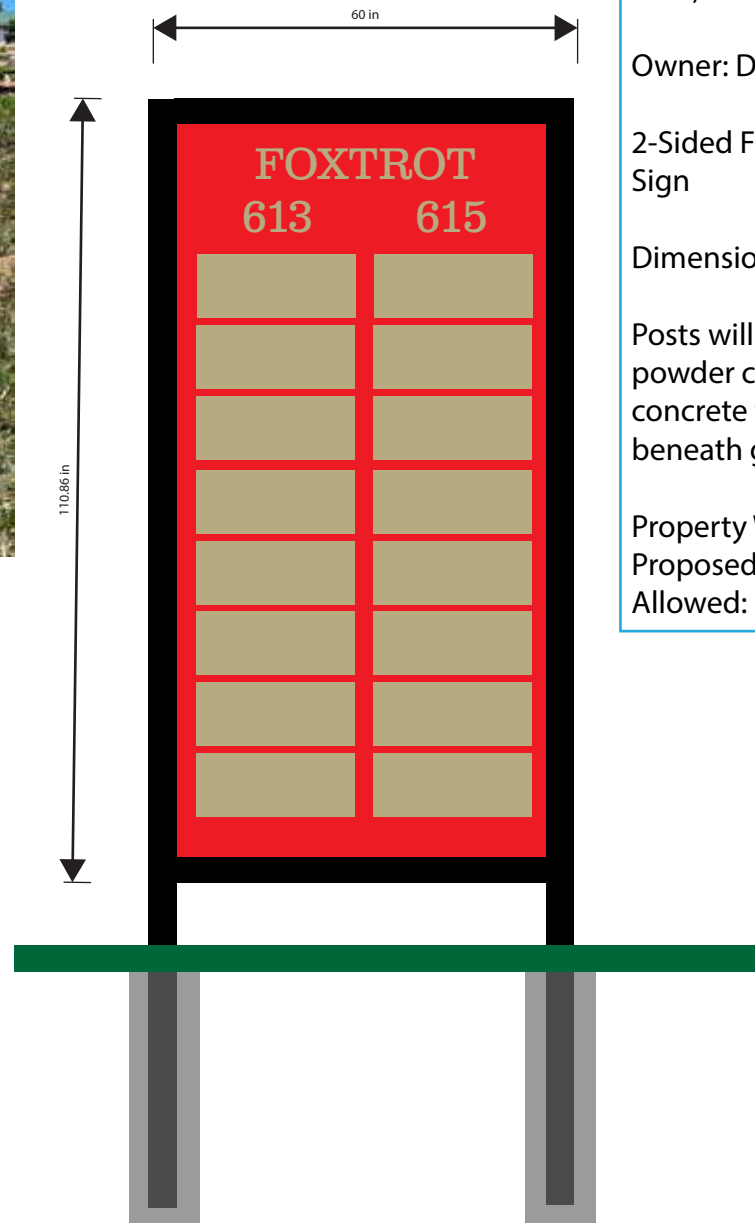 60 in
110.86 in
FOXTROT
613 615
Owner:
2-Sided
Sign
Posts will
powder
concrete
beneath
Property
Proposed
Allowed: